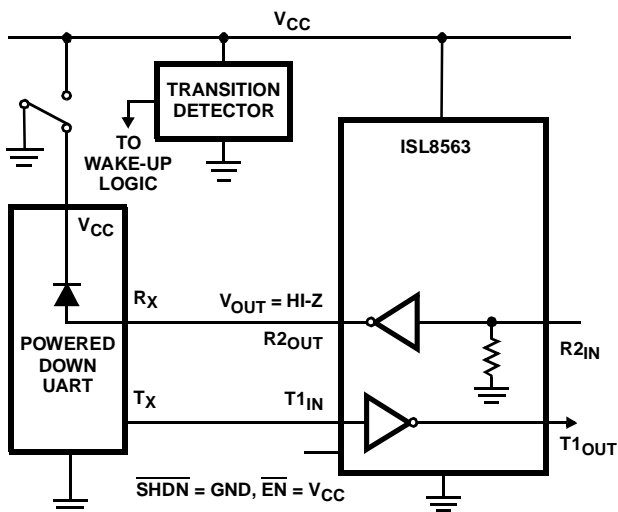 VCC
TRANSITION
DETECTOR
TO
WAKE-UP
LOGIC
ISL8563
VCC
RX
VOUT = HI-Z
R2OUT
R2IN
POWERED
DOWN
UART
TX
T1IN
T1OUT
SHDN = GND, EN = VCC